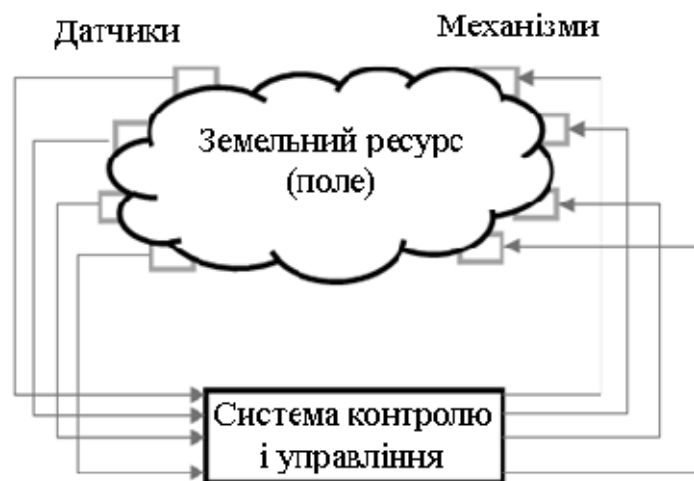 Датчики
Механізми
Земельний ресурс
(поле)
Система контролю
і управління